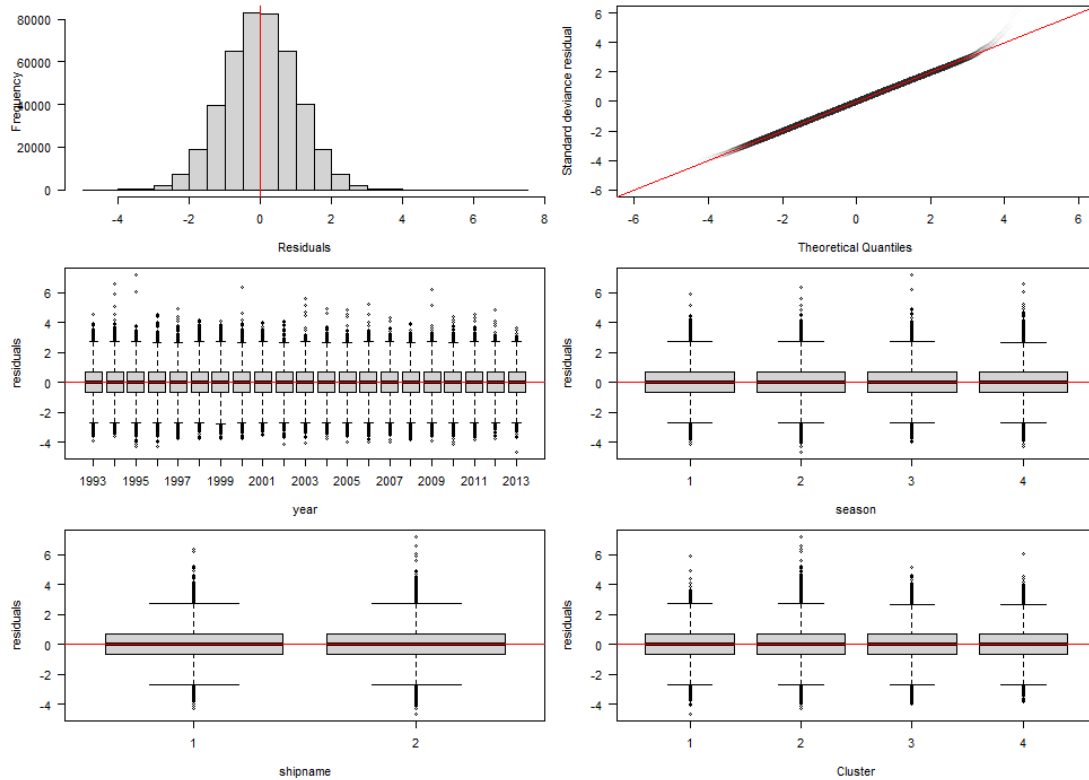 Frequency
80000
60000
40000
20000
0
-4 -2 0 2 4 6 8
Residuals
Standard deviance residual
6
4
2
0
-2
-4
-6
-6 -4 -2 0 2 4 6
Theoretical Quantiles
residuals
6
4
2
0
-2
-4
1993 1995 1997 1999 2001 2003 2005 2007 2009 2011 2013
year
residuals
6
4
2
0
-2
-4
1 2 3 4
season
residuals
6
4
2
0
-2
-4
1 2
shipname
residuals
6
4
2
0
-2
-4
1 2 3 4
Cluster